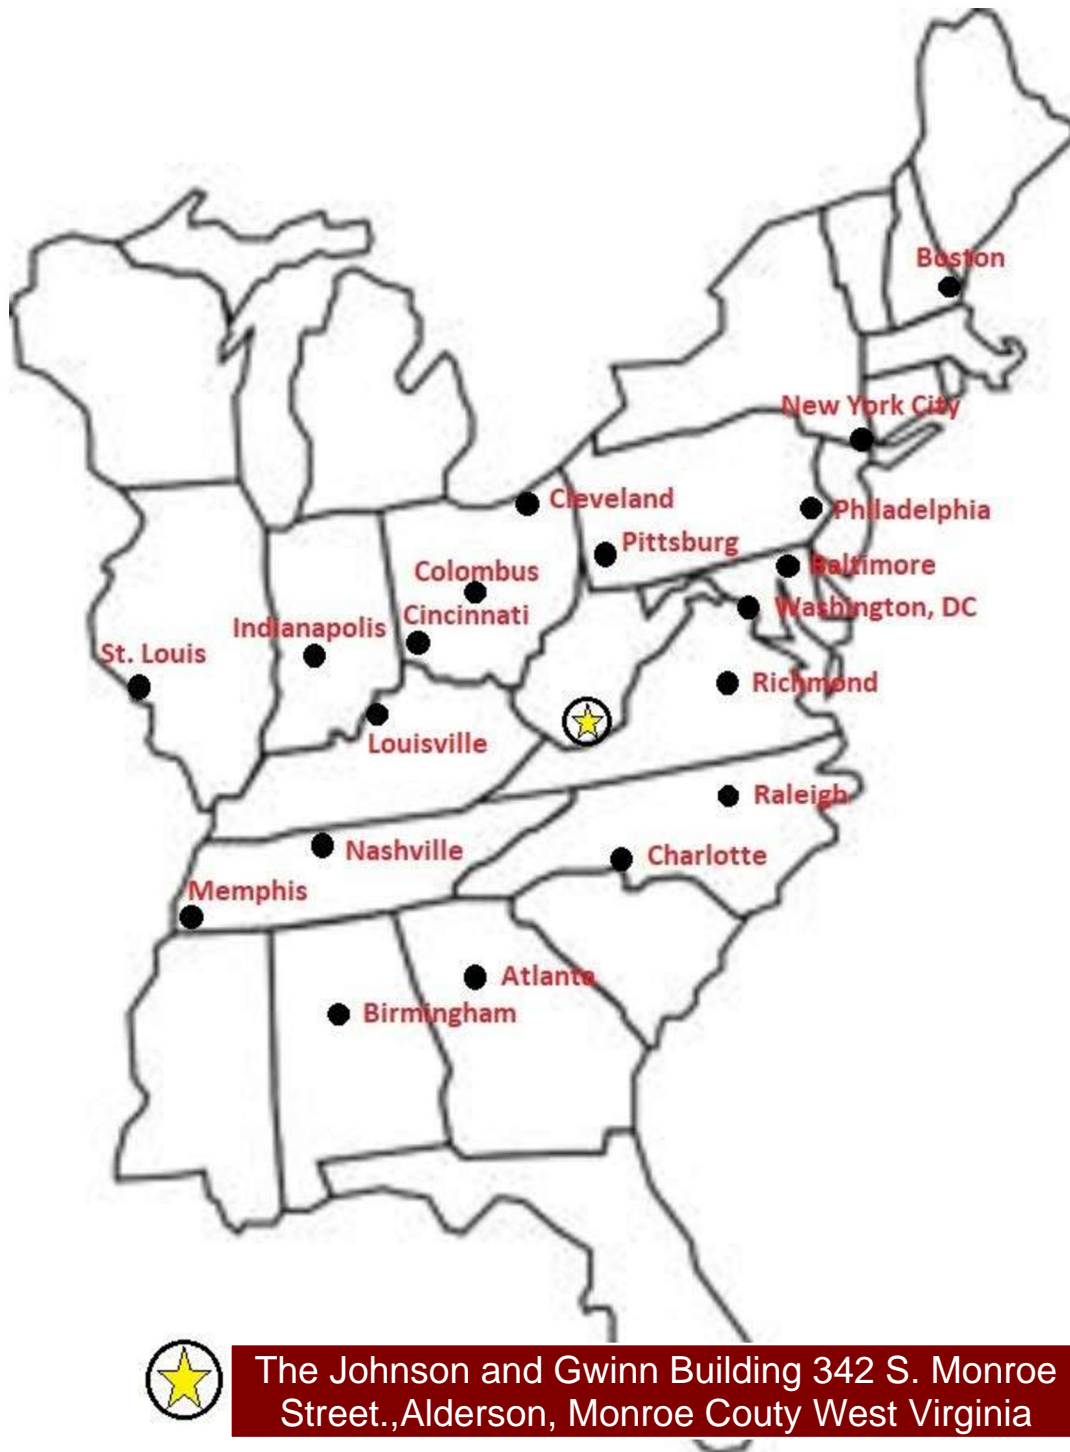 Boston
New York City
Cleveland
Philadelphia
Pittsburg
Baltimore
Colombus
Washington, DC
Cincinnati
Indianapolis
St. Louis
Richmond
Louisville
Raleigh
Nashville
Charlotte
Memphis
Atlanta
Birmingham
The Johnson and Gwinn Building 342 S. Monroe
Street.,Alderson, Monroe Couty West Virginia